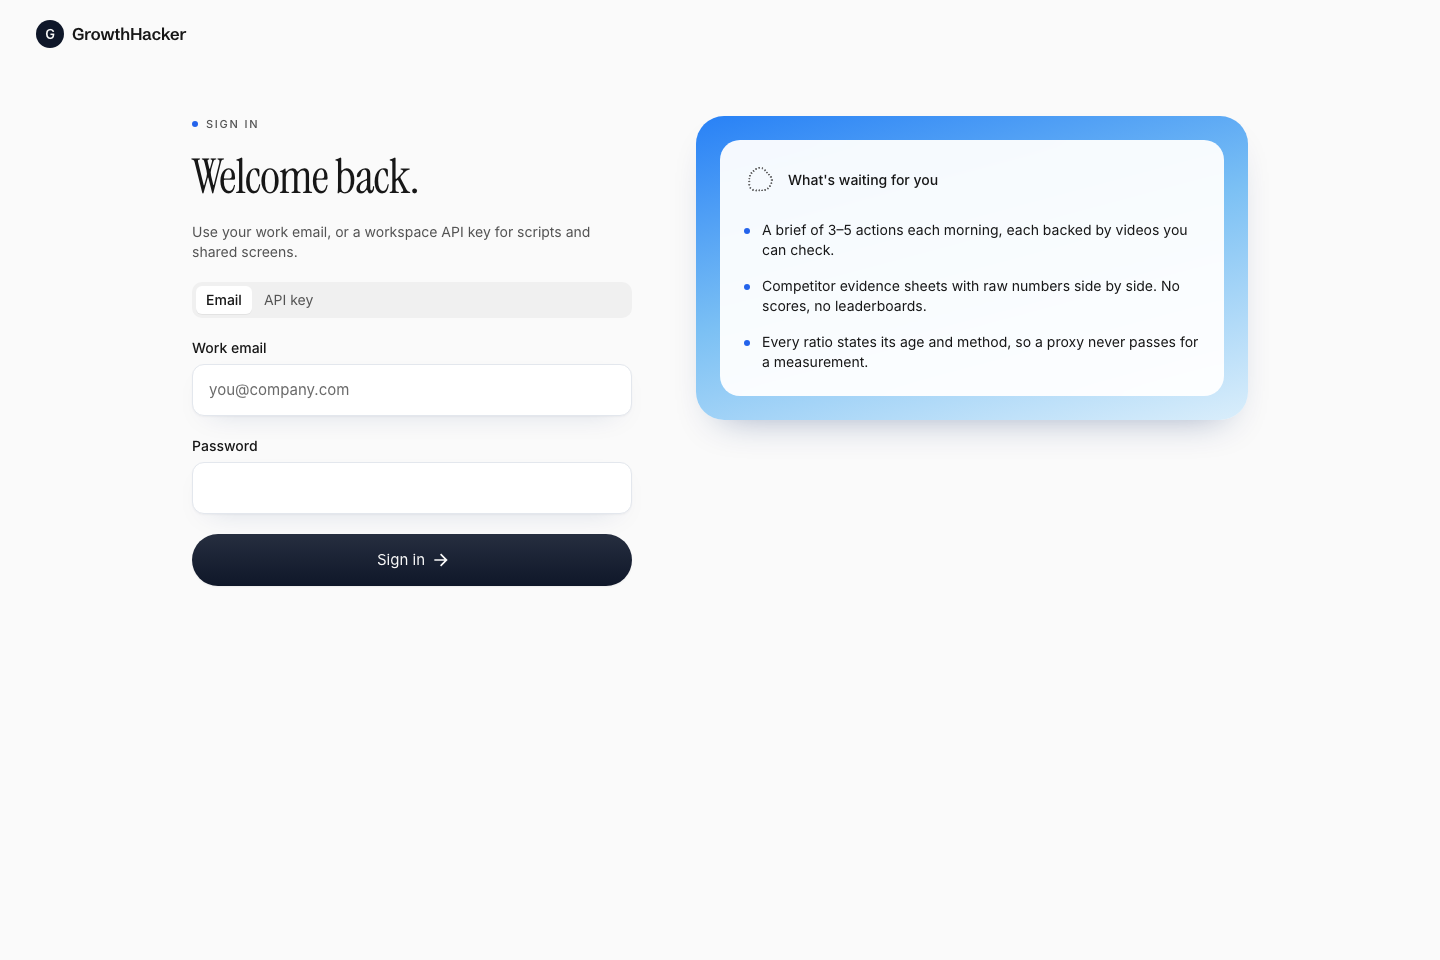 G GrowthHacker
SIGN IN
Welcome back.
Use your work email, or a workspace API key for scripts and
shared screens.
Email API key
Work email
you@company.com
Password
Sign in →
What's waiting for you
A brief of 3–5 actions each morning, each backed by videos you
can check.
Competitor evidence sheets with raw numbers side by side. No
scores, no leaderboards.
Every ratio states its age and method, so a proxy never passes for
a measurement.